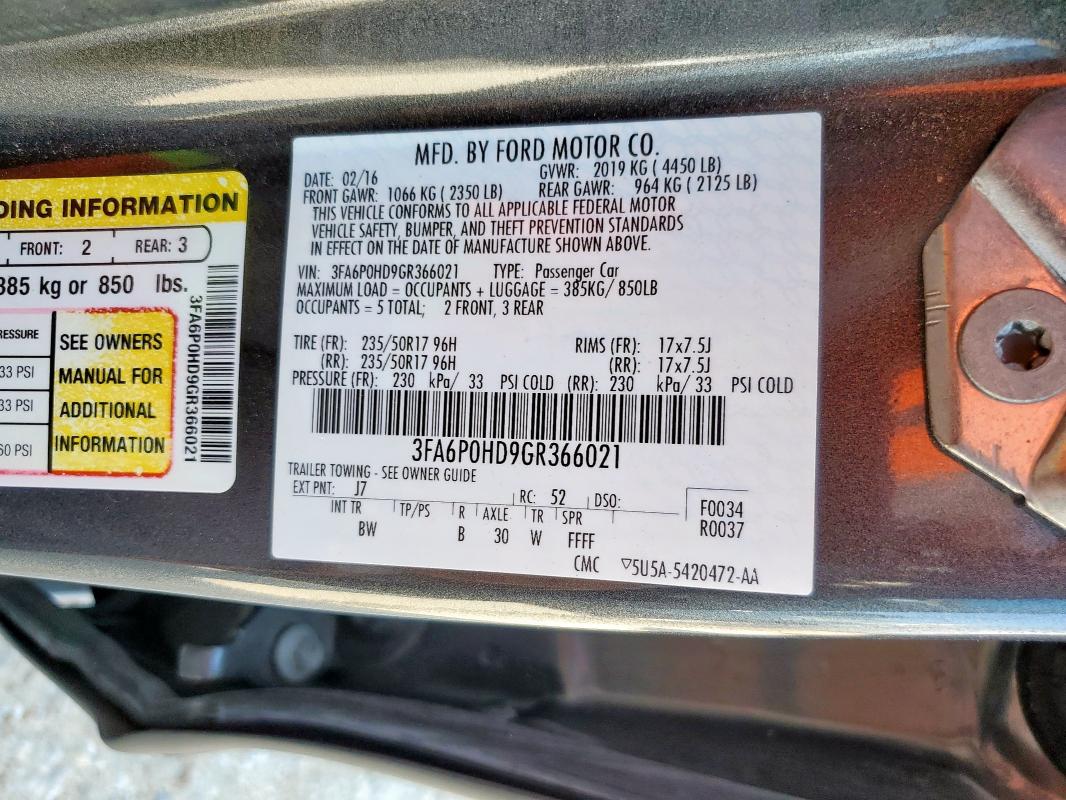 DING INFORMATION
FRONT: 2 REAR: 3
385 kg or 850 lbs.
RESSURE
33 PSI
33 PSI
60 PSI
SEE OWNERS
MANUAL FOR
ADDITIONAL
INFORMATION
3FA6P0HD9GR366021
MFD. BY FORD MOTOR CO.
DATE: 02/16 GVWR: 2019 KG ( 4450 LB)
FRONT GAWR: 1066 KG ( 2350 LB) REAR GAWR: 964 KG ( 2125 LB)
THIS VEHICLE CONFORMS TO ALL APPLICABLE FEDERAL MOTOR
VEHICLE SAFETY, BUMPER, AND THEFT PREVENTION STANDARDS
IN EFFECT ON THE DATE OF MANUFACTURE SHOWN ABOVE.
VIN: 3FA6P0HD9GR366021 TYPE: Passenger Car
MAXIMUM LOAD = OCCUPANTS + LUGGAGE = 385KG/ 850LB
OCCUPANTS = 5 TOTAL; 2 FRONT, 3 REAR
TIRE (FR): 235/50R17 96H RIMS (FR): 17x7.5J
(RR): 235/50R17 96H (RR): 17x7.5J
PRESSURE (FR): 230 kPa/ 33 PSI COLD (RR): 230 kPa/ 33 PSI COLD
3FA6P0HD9GR366021
TRAILER TOWING - SEE OWNER GUIDE
EXT PNT: J7 RC: 52 DSO: F0034
INT TR TP/PS R AXLE TR SPR R0037
BW B 30 W FFFF
CMC ▽5U5A-5420472-AA